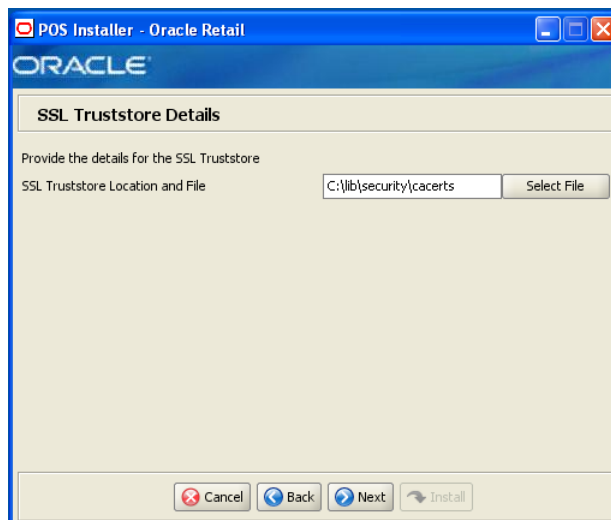 POS Installer - Oracle Retail
ORACLE
SSL Truststore Details
Provide the details for the SSL Truststore
SSL Truststore Location and File C:\lib\security\cacerts Select File
Cancel Back Next Install